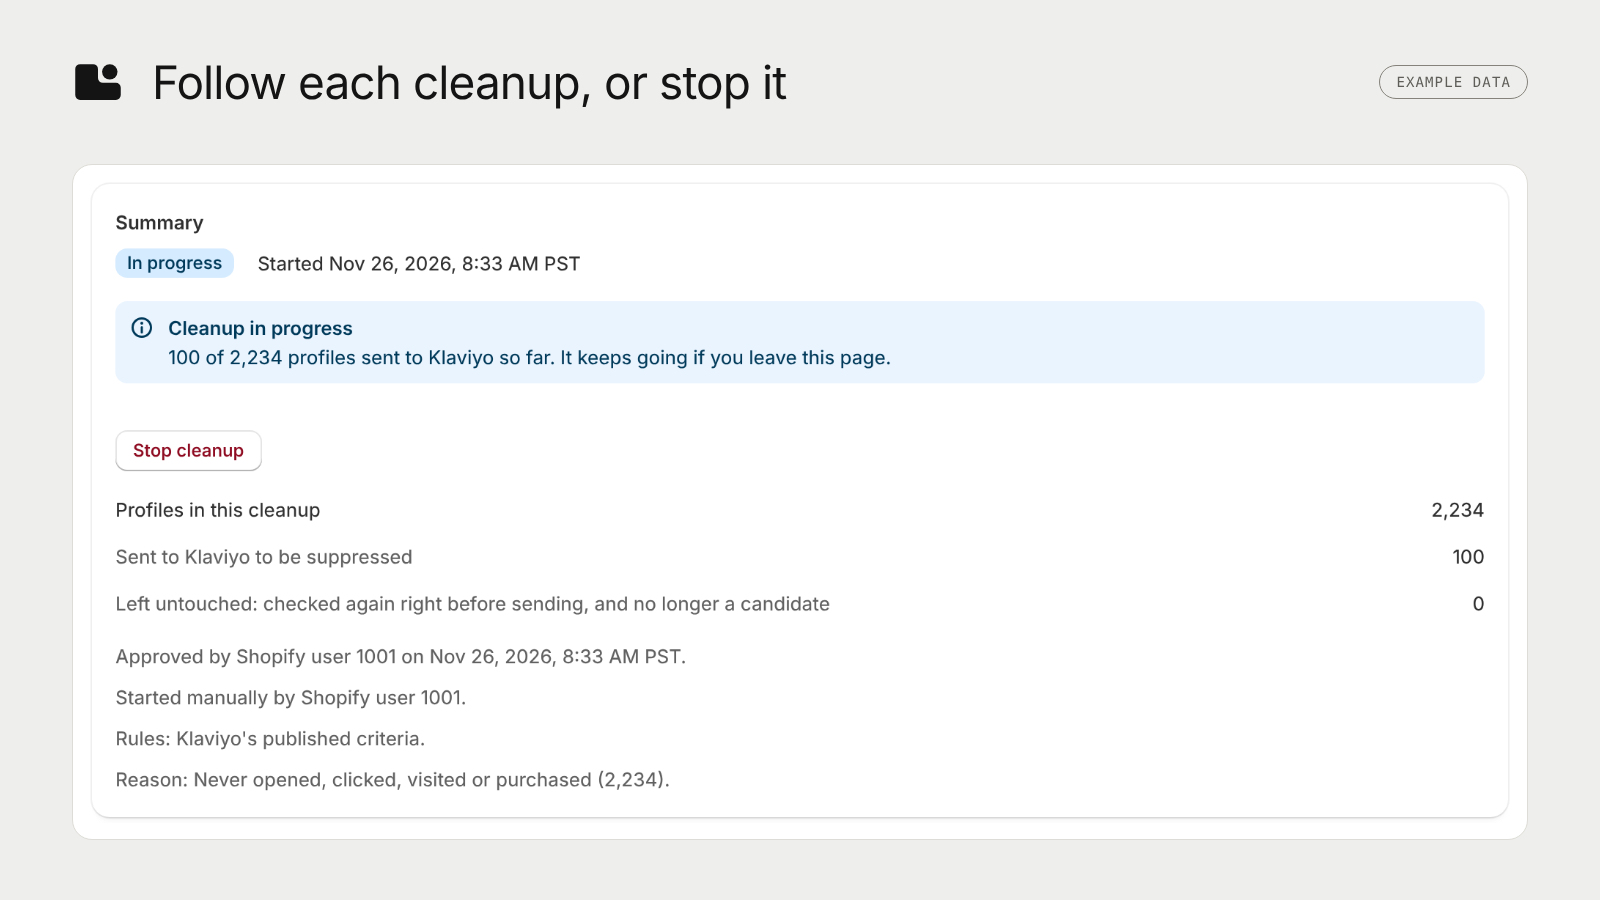 Follow each cleanup, or stop it
EXAMPLE DATA
Summary
In progress
Started Nov 26, 2026, 8:33 AM PST
Cleanup in progress
100 of 2,234 profiles sent to Klaviyo so far. It keeps going if you leave this page.
Stop cleanup
Profiles in this cleanup 2,234
Sent to Klaviyo to be suppressed 100
Left untouched: checked again right before sending, and no longer a candidate 0
Approved by Shopify user 1001 on Nov 26, 2026, 8:33 AM PST.
Started manually by Shopify user 1001.
Rules: Klaviyo's published criteria.
Reason: Never opened, clicked, visited or purchased (2,234).